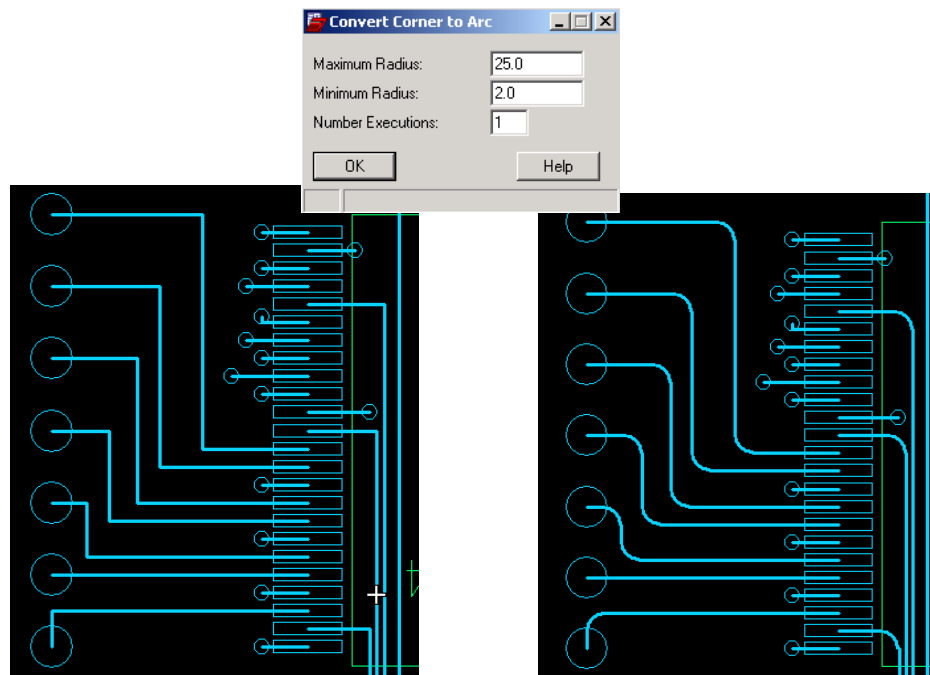 Convert Corner to Arc
Maximum Radius: 25.0
Minimum Radius: 2.0
Number Executions: 1
OK Help